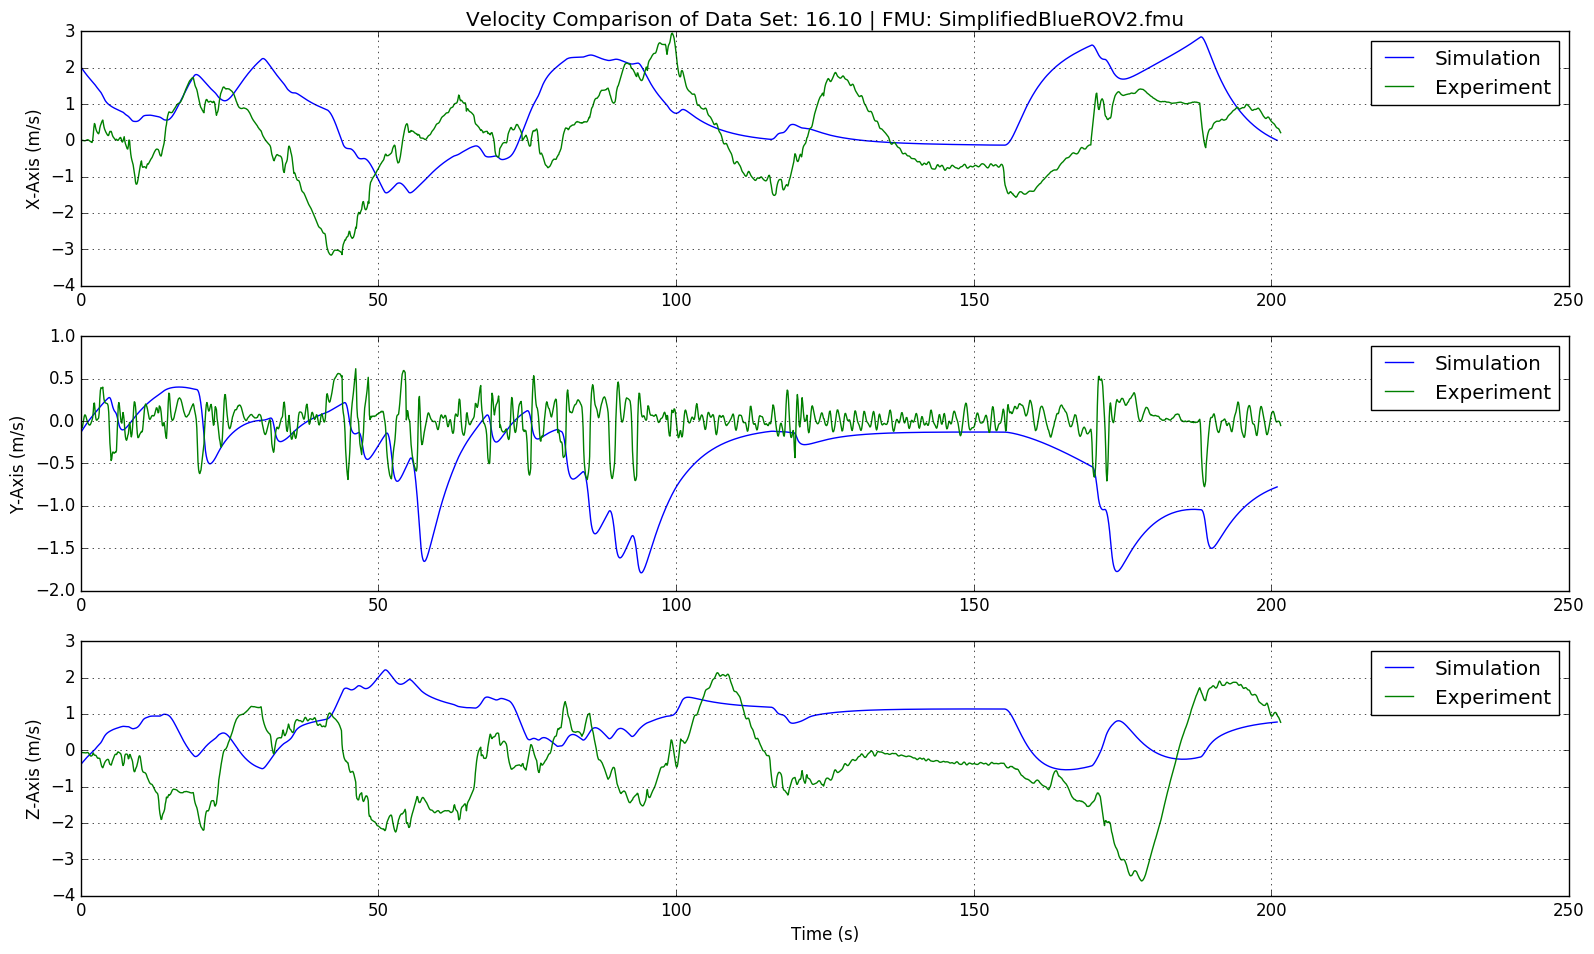 Velocity Comparison of Data Set: 16.10 | FMU: SimplifiedBlueROV2.fmu
3
2
1
0
−1
−2
−3
−4
X-Axis (m/s)
Simulation
Experiment
0 50 100 150 200 250
1.0
0.5
0.0
−0.5
−1.0
−1.5
−2.0
Y-Axis (m/s)
Simulation
Experiment
0 50 100 150 200 250
3
2
1
0
−1
−2
−3
−4
Z-Axis (m/s)
Simulation
Experiment
0 50 100 150 200 250
Time (s)